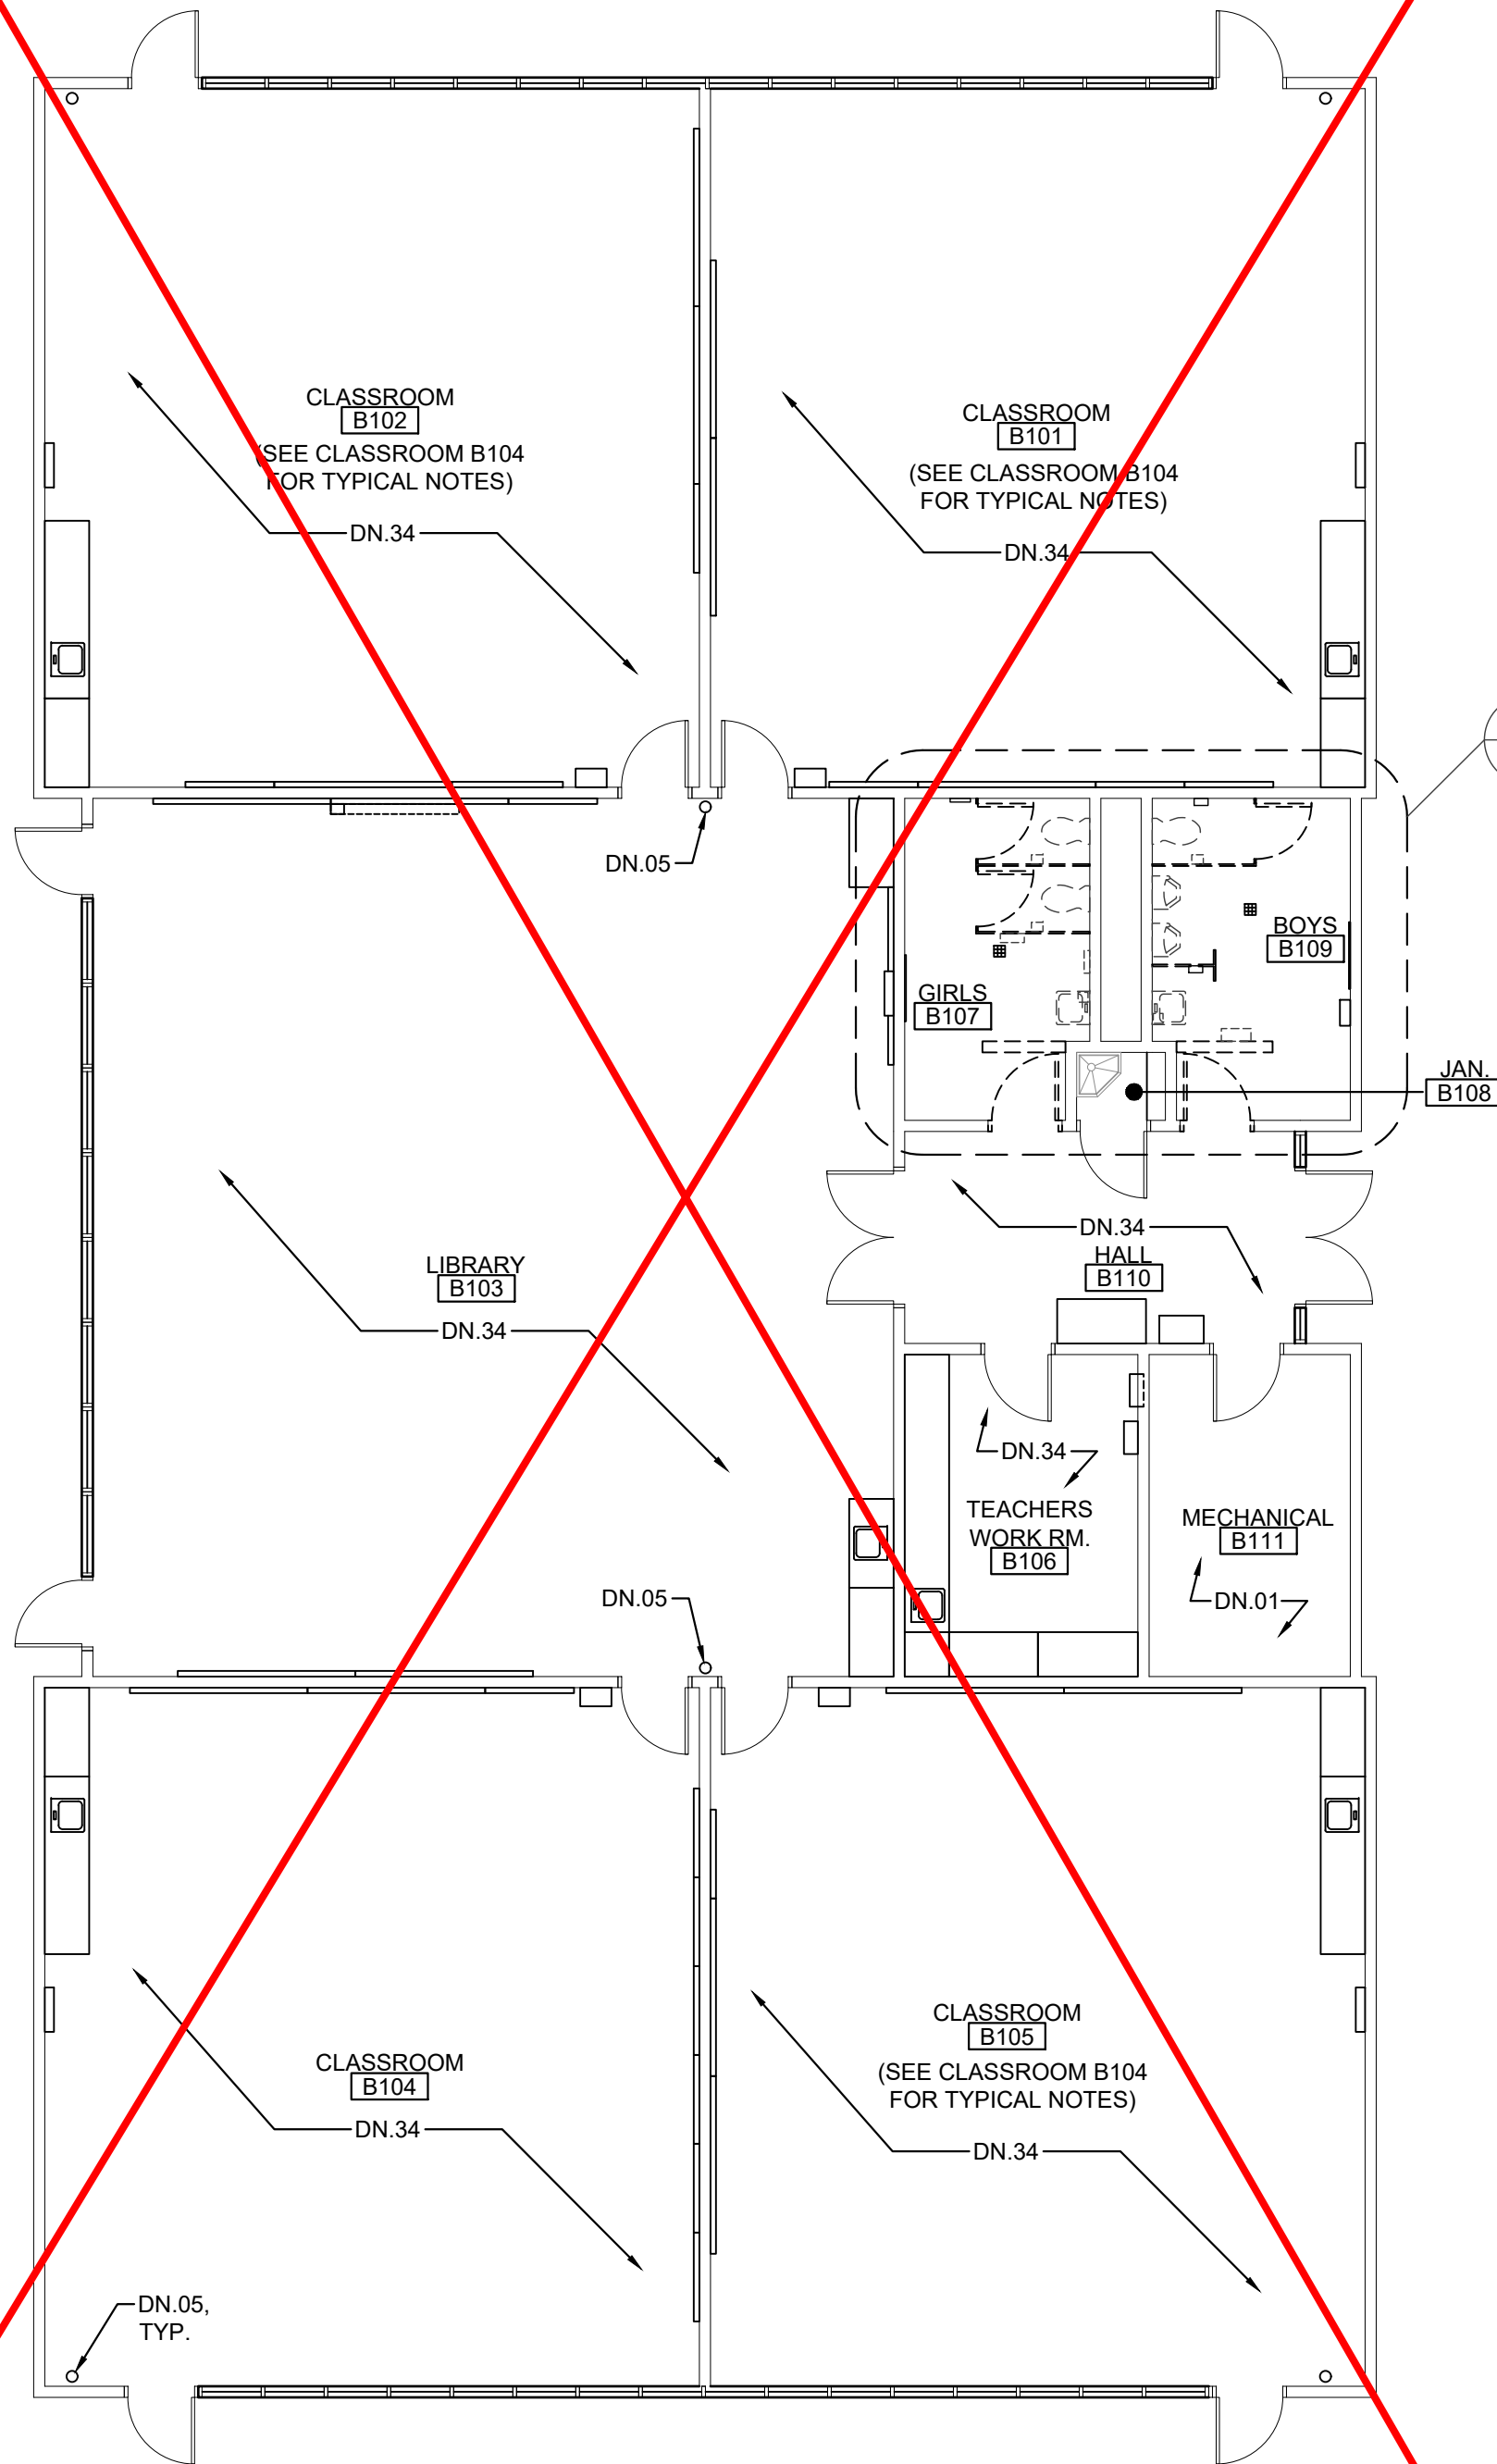 CLASSROOM
B102
(SEE CLASSROOM B104
FOR TYPICAL NOTES)
DN.34
CLASSROOM
B101
(SEE CLASSROOM B104
FOR TYPICAL NOTES)
DN.34
DN.05
BOYS
B109
GIRLS
B107
JAN.
B108
DN.34
HALL
B110
LIBRARY
B103
DN.34
DN.34
TEACHERS
WORK RM.
B106
MECHANICAL
B111
DN.01
DN.05
CLASSROOM
B104
DN.34
CLASSROOM
B105
(SEE CLASSROOM B104
FOR TYPICAL NOTES)
DN.34
DN.05,
TYP.